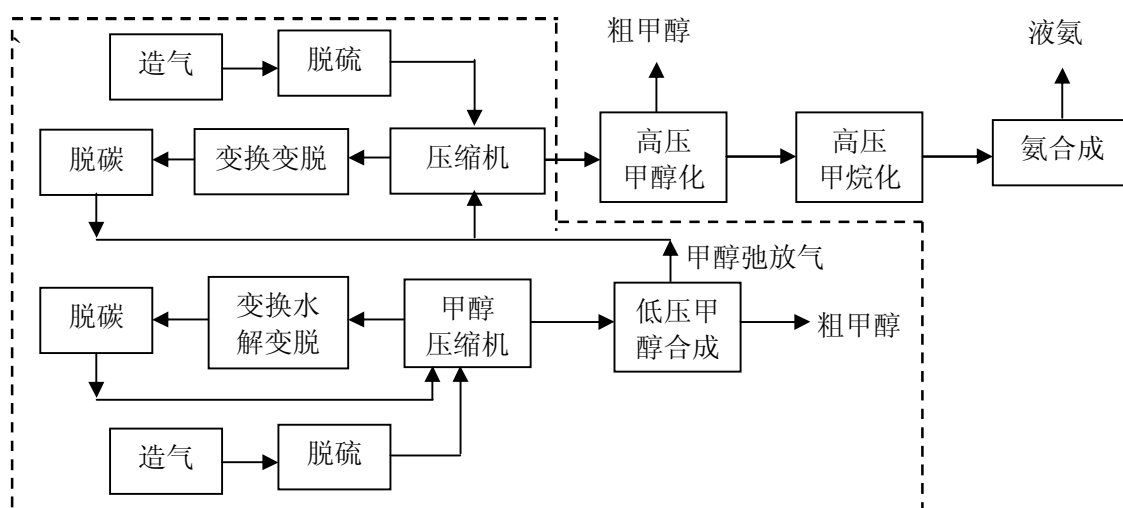 粗甲醇
液氨
造气
脱硫
脱碳
变换变脱
压缩机
高压
甲醇化
高压
甲烷化
氨合成
甲醇弛放气
脱碳
变换水
解变脱
甲醇
压缩机
低压甲
醇合成
粗甲醇
造气
脱硫